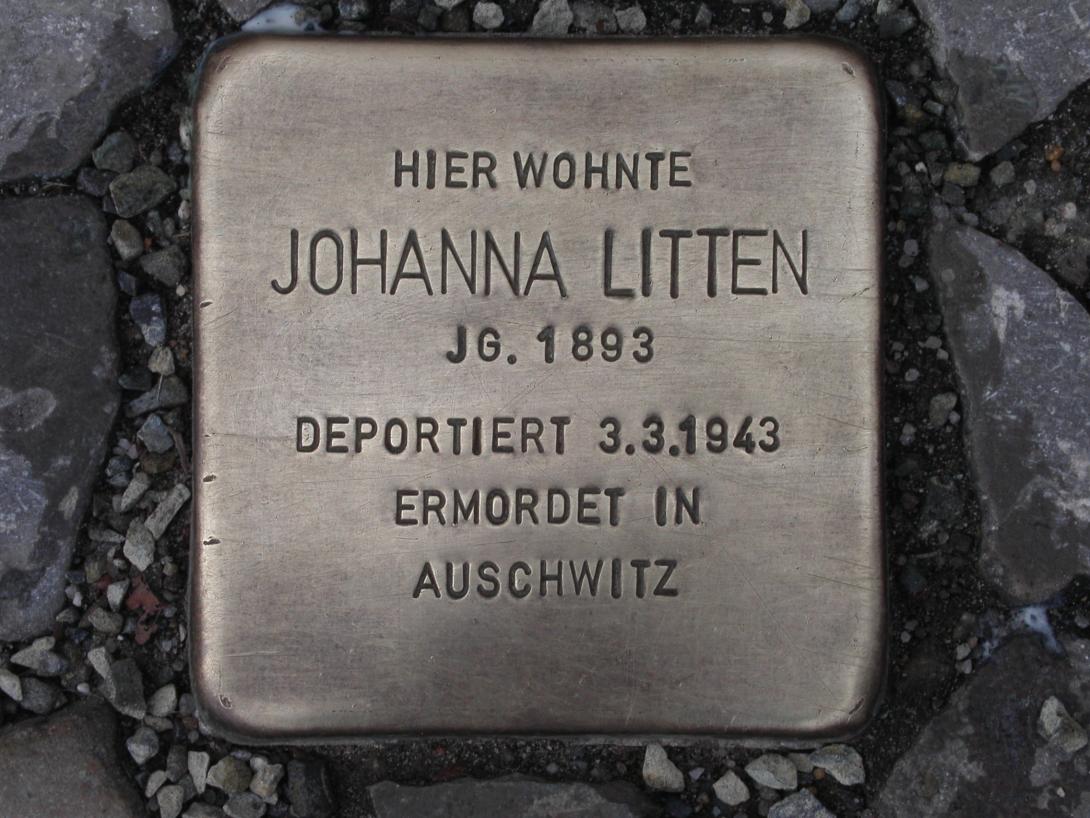 HIER WOHNTE
JOHANNA LITTEN
JG. 1893
DEPORTIERT 3.3.1943
ERMORDET IN
AUSCHWITZ